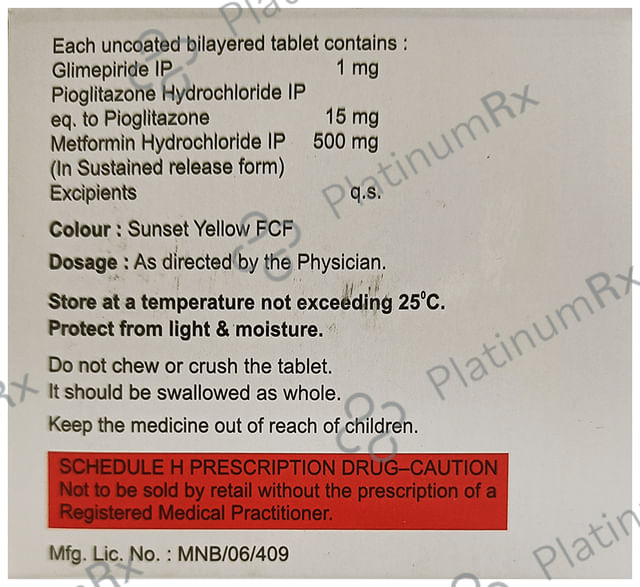 Each uncoated bilayered tablet contains :
Glimepiride IP 1 mg
Pioglitazone Hydrochloride IP
eq. to Pioglitazone 15 mg
Metformin Hydrochloride IP 500 mg
(In Sustained release form)
Excipients q.s.
Colour : Sunset Yellow FCF
Dosage : As directed by the Physician.
Store at a temperature not exceeding 25°C.
Protect from light & moisture.
Do not chew or crush the tablet.
It should be swallowed as whole.
Keep the medicine out of reach of children.
SCHEDULE H PRESCRIPTION DRUG–CAUTION
Not to be sold by retail without the prescription of a
Registered Medical Practitioner.
Mfg. Lic. No. : MNB/06/409
PlatinumRx
PlatinumRx